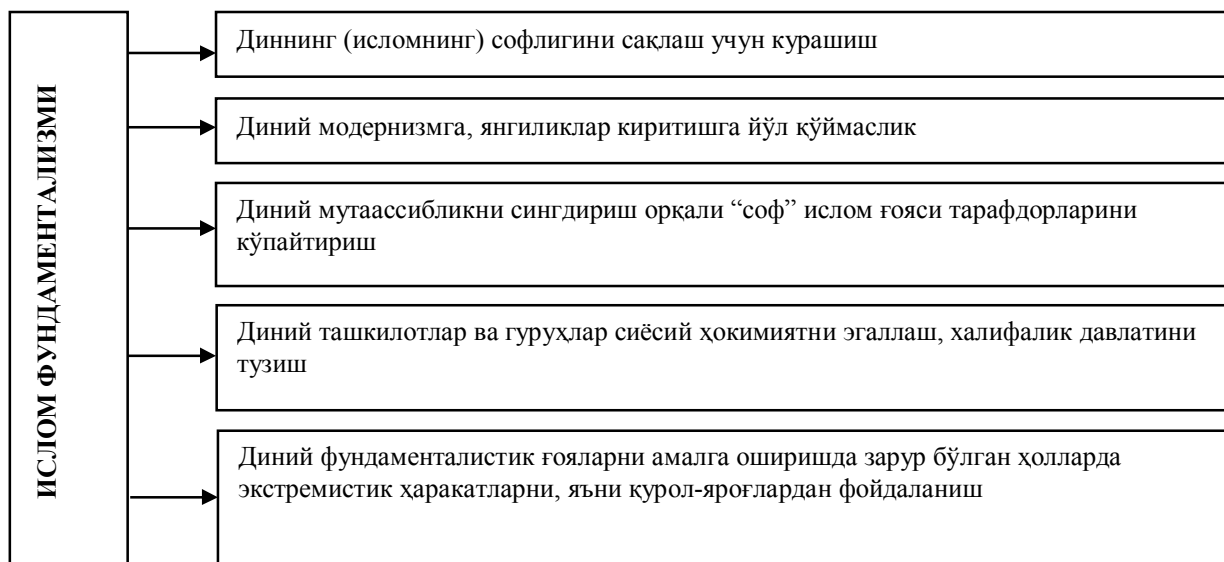 ИСЛОМ ФУНДАМЕНТАЛИЗМИ
Диннинг (исломнинг) софлигини сақлаш учун курашиш
Диний модернизмга, янгиликлар киритишга йўл қўймаслик
Диний мутаассибликни сингдириш орқали “соф” ислом ғояси тарафдорларини
кўпайтириш
Диний ташкилотлар ва гуруҳлар сиёсий ҳокимиятни эгаллаш, халифалик давлатини
тузиш
Диний фундаменталистик ғояларни амалга оширишда зарур бўлган ҳолларда
экстремистик ҳаракатларни, яъни қурол-яроғлардан фойдаланиш